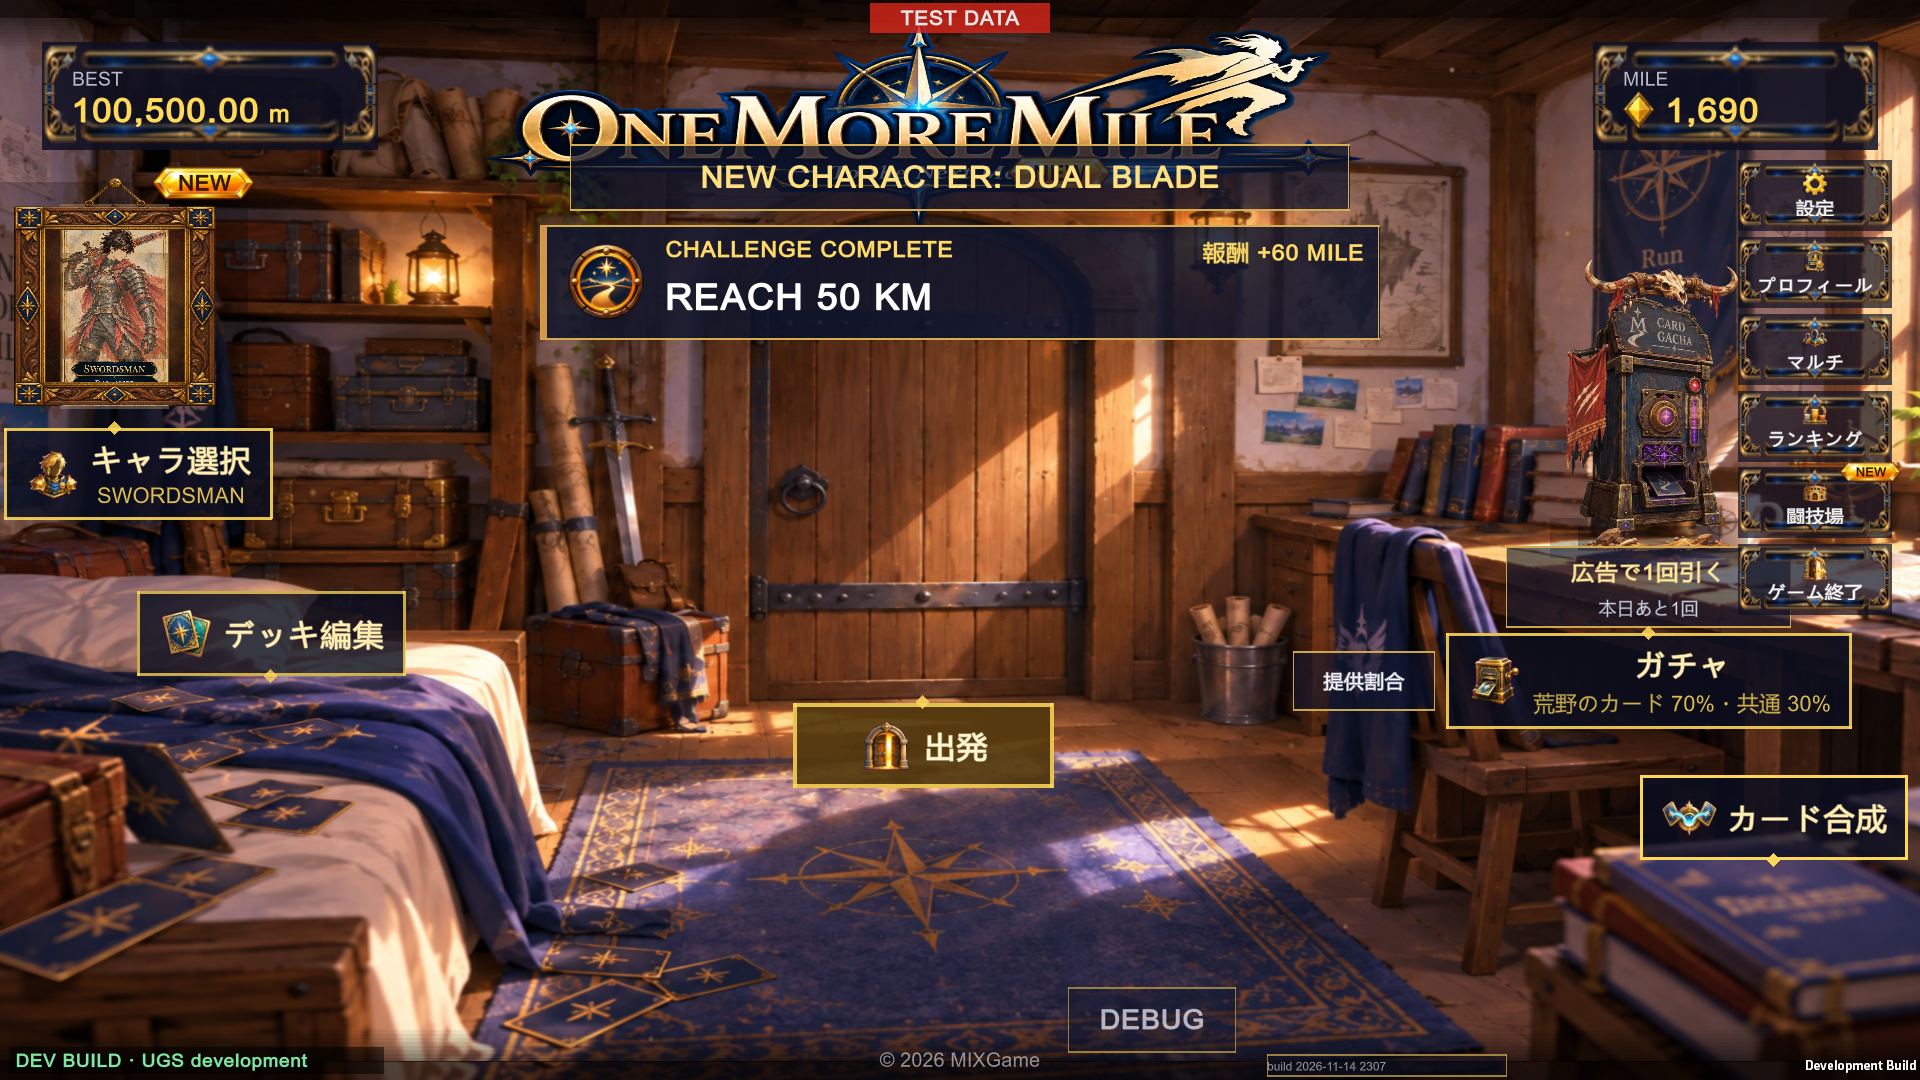 TEST DATA
BEST
100,500.00 m
ONE MORE MILE
MILE
1,690
NEW CHARACTER: DUAL BLADE
NEW
CHALLENGE COMPLETE
報酬 +60 MILE
REACH 50 KM
設定
Run
プロフィール
M CARD GACHA
マルチ
SWORDSMAN
ランキング
キャラ選択
SWORDSMAN
NEW
闘技場
広告で1回引く
本日あと1回
ゲーム終了
デッキ編集
提供割合
ガチャ
荒野のカード 70%・共通 30%
出発
カード合成
DEBUG
DEV BUILD · UGS development
© 2026 MIXGame
build 2026-11-14 2307
Development Build